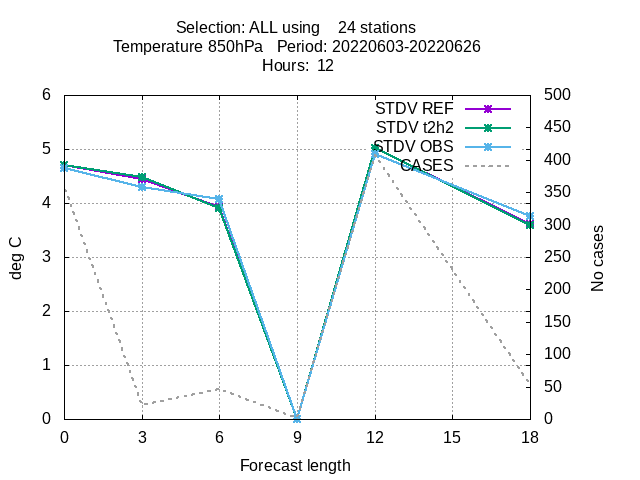 Selection: ALL using    24 stations
Temperature 850hPa   Period: 20220603-20220626
Hours:  12
STDV REF
STDV t2h2
STDV OBS
CASES
6
5
4
3
2
1
0
500
450
400
350
300
250
200
150
100
50
0
deg C
No cases
0 3 6 9 12 15 18
Forecast length